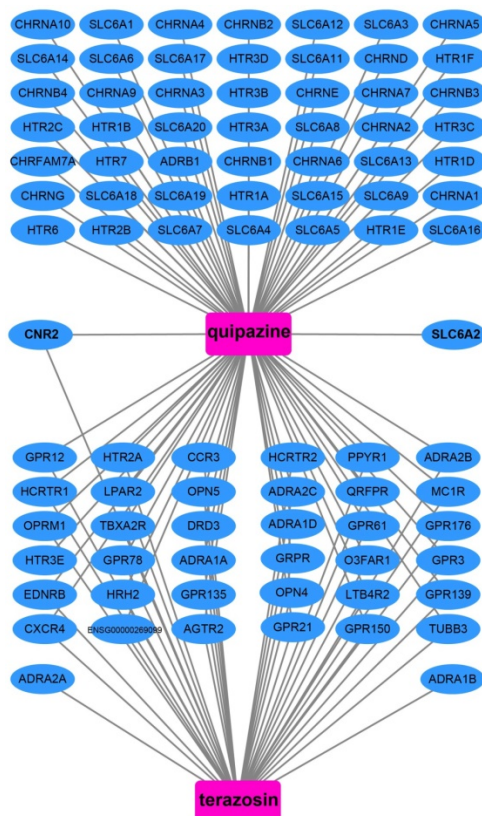 CHRNA10 SLC6A1 CHRNA4 CHRNB2 SLC6A12 SLC6A3 CHRNA5
SLC6A14 SLC6A6 SLC6A17 HTR3D SLC6A11 CHRND HTR1F
CHRNB4 CHRNA9 CHRNA3 HTR3B CHRNE CHRNA7 CHRNB3
HTR2C HTR1B SLC6A20 HTR3A SLC6A8 CHRNA2 HTR3C
CHRFAM7A HTR7 ADRB1 CHRNB1 CHRNA6 SLC6A13 HTR1D
CHRNG SLC6A18 SLC6A19 HTR1A SLC6A15 SLC6A9 CHRNA1
HTR6 HTR2B SLC6A7 SLC6A4 SLC6A5 HTR1E SLC6A16
CNR2 quipazine SLC6A2
GPR12 HTR2A CCR3 HCRTR2 PPYR1 ADRA2B
HCRTR1 LPAR2 OPN5 ADRA2C QRFPR MC1R
OPRM1 TBXA2R DRD3 ADRA1D GPR61 GPR176
HTR3E GPR78 ADRA1A GRPR O3FAR1 GPR3
EDNRB HRH2 GPR135 OPN4 LTB4R2 GPR139
CXCR4 ENSG00000269099 AGTR2 GPR21 GPR150 TUBB3
ADRA2A ADRA1B
terazosin